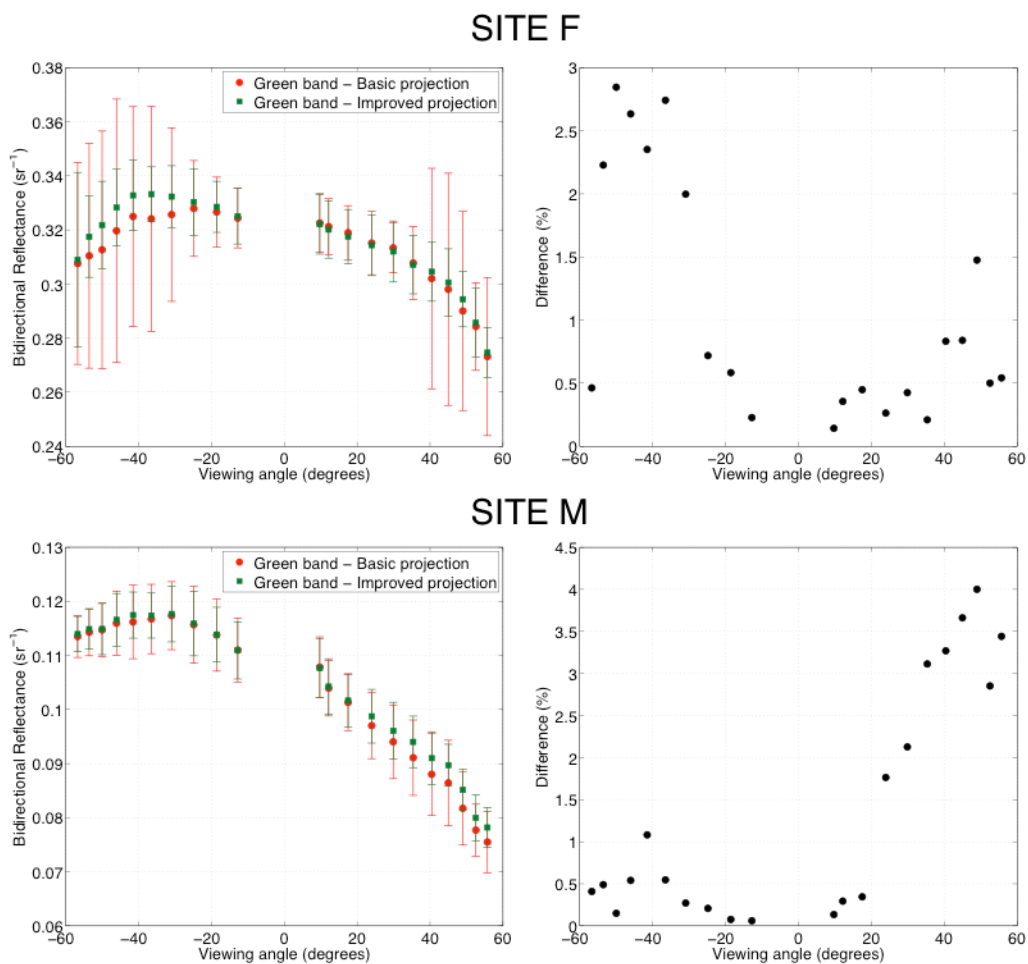 SITE F
0.38
0.36
0.34
0.32
0.3
0.28
0.26
0.24
Bidirectional Reflectance (sr⁻¹)
Green band – Basic projection
Green band – Improved projection
−60 −40 −20 0 20 40 60
Viewing angle (degrees)
3
2.5
2
1.5
1
0.5
0
Difference (%)
−60 −40 −20 0 20 40 60
Viewing angle (degrees)
SITE M
0.13
0.12
0.11
0.1
0.09
0.08
0.07
0.06
Bidirectional Reflectance (sr⁻¹)
Green band – Basic projection
Green band – Improved projection
−60 −40 −20 0 20 40 60
Viewing angle (degrees)
4.5
4
3.5
3
2.5
2
1.5
1
0.5
0
Difference (%)
−60 −40 −20 0 20 40 60
Viewing angle (degrees)